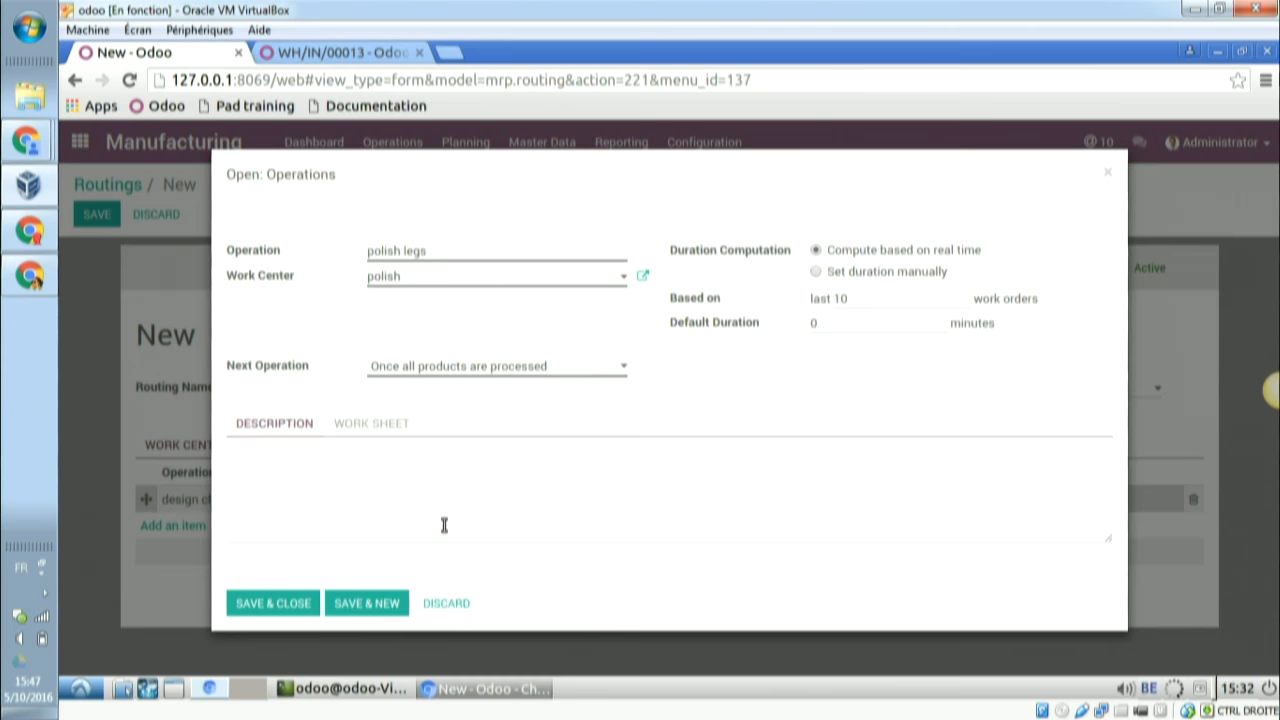 odoo [En fonction] - Oracle VM VirtualBox
Machine Écran Périphériques Aide
New - Odoo × WH/IN/00013 - Odoo ×
127.0.0.1:8069/web#view_type=form&model=mrp.routing&action=221&menu_id=137
Apps Odoo Pad training Documentation
Manufacturing Dashboard Operations Planning Master Data Reporting Configuration @ 10 Administrator
Routings / New
SAVE DISCARD
Open: Operations ×
Operation polish legs
Work Center polish
Duration Computation Compute based on real time
Set duration manually
Based on last 10 work orders
Default Duration 0 minutes
Next Operation Once all products are processed
Active
New
Routing Name
DESCRIPTION WORK SHEET
WORK CENT
Operatio
design c
Add an item
SAVE & CLOSE SAVE & NEW DISCARD
FR
15:47
5/10/2016
odoo@odoo-Vi... New - Odoo - Ch... BE 15:32
CTRL DROITE